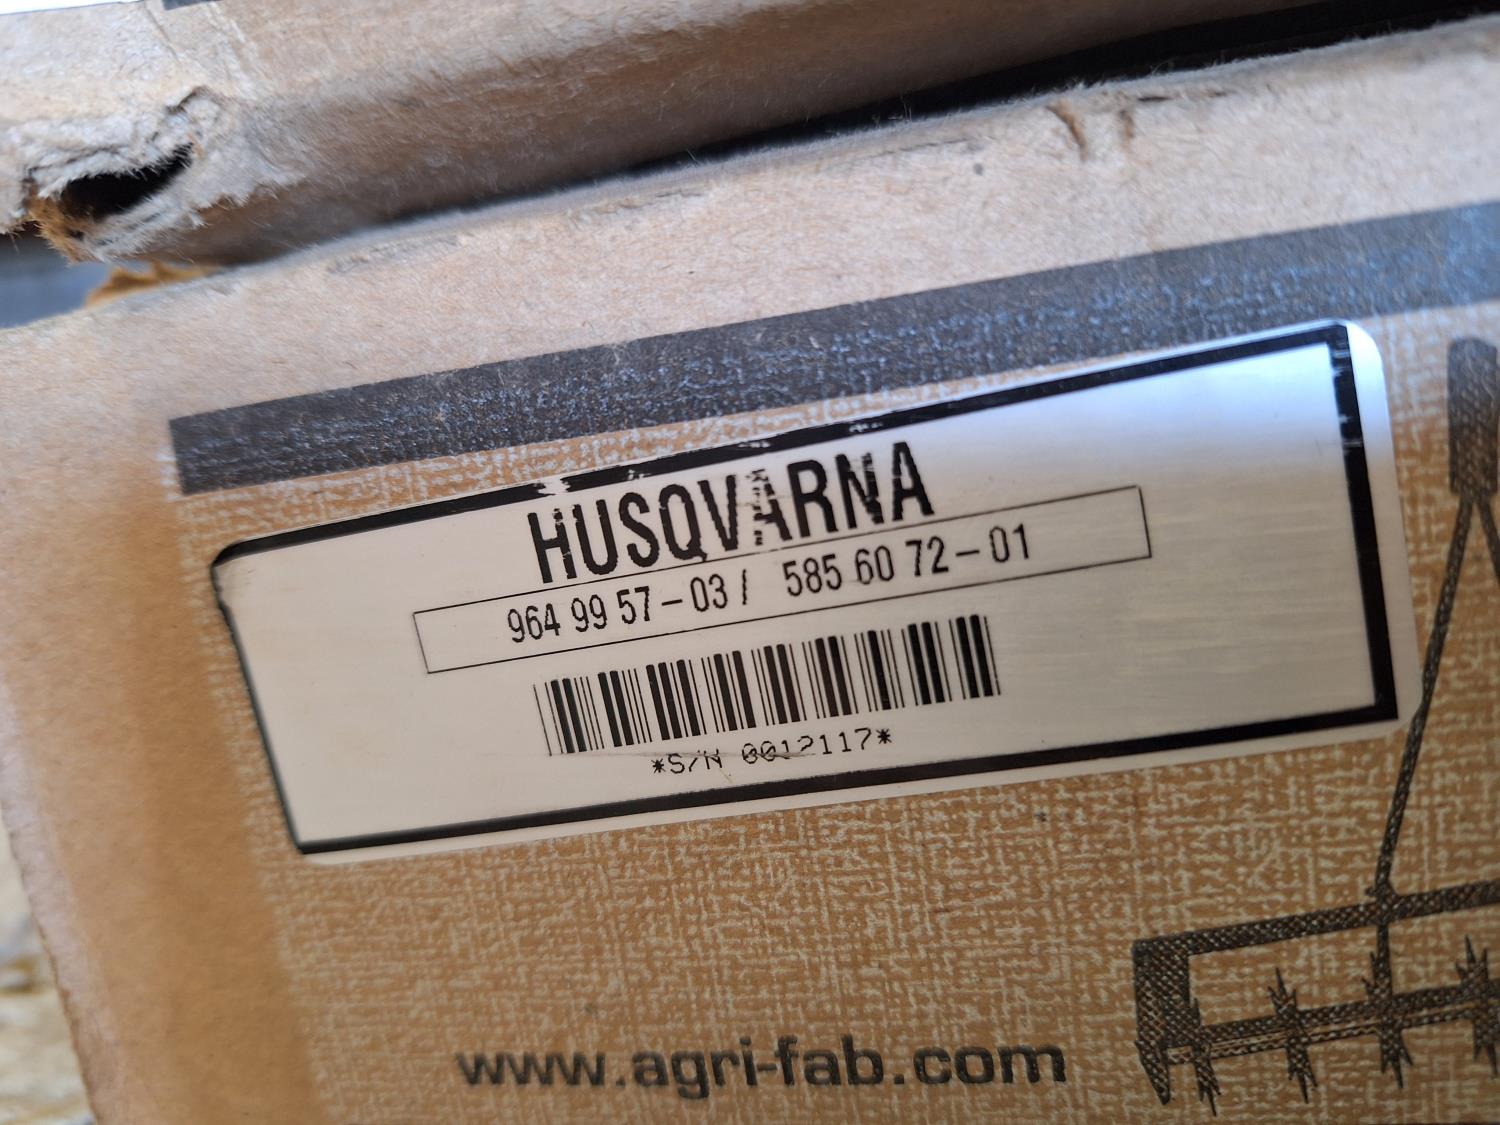 HUSQVARNA
964 99 57-03 / 585 60 72-01
*S/N 0012117*
www.agri-fab.com